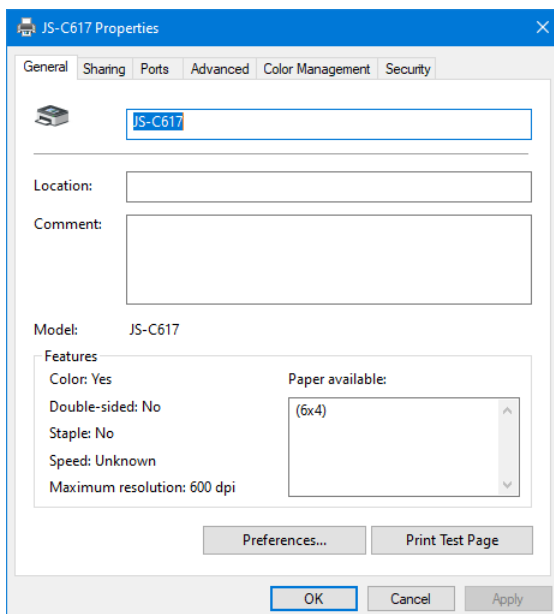 JS-C617 Properties
General Sharing Ports Advanced Color Management Security
JS-C617
Location:
Comment:
Model: JS-C617
Features
Color: Yes
Double-sided: No
Staple: No
Speed: Unknown
Maximum resolution: 600 dpi
Paper available:
(6x4)
Preferences... Print Test Page
OK Cancel Apply